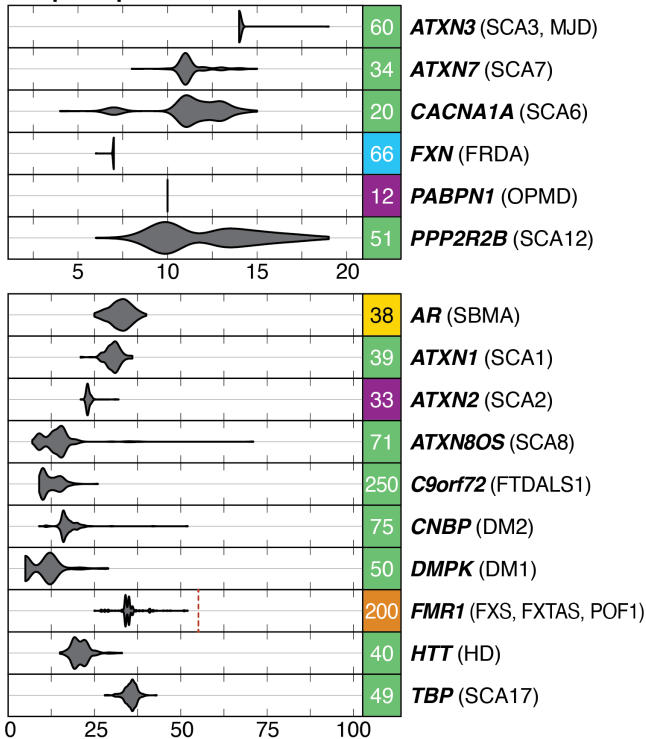 60 ATXN3 (SCA3, MJD)
34 ATXN7 (SCA7)
20 CACNA1A (SCA6)
66 FXN (FRDA)
12 PABPN1 (OPMD)
51 PPP2R2B (SCA12)
5 10 15 20
38 AR (SBMA)
39 ATXN1 (SCA1)
33 ATXN2 (SCA2)
71 ATXN8OS (SCA8)
250 C9orf72 (FTDALS1)
75 CNBP (DM2)
50 DMPK (DM1)
200 FMR1 (FXS, FXTAS, POF1)
40 HTT (HD)
49 TBP (SCA17)
0 25 50 75 100